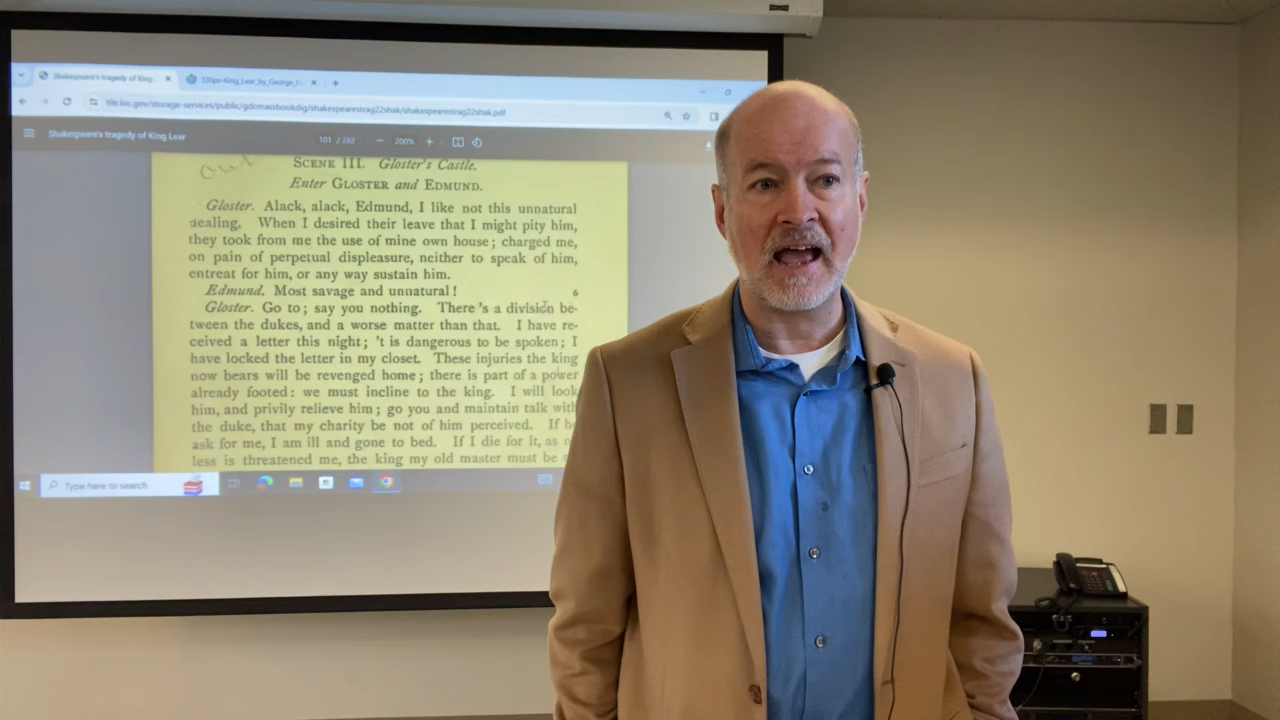 Shakespeare's tragedy of King
330px-King_Lear_by_George_F
tile.loc.gov/storage-services/public/gdcmassbookdig/shakespearestrag22shak/shakespearestrag22shak.pdf
Shakespeare's tragedy of King Lear
101 / 282
200%
out
SCENE III. Gloster's Castle.
Enter GLOSTER and EDMUND.
Gloster. Alack, alack, Edmund, I like not this unnatural
dealing. When I desired their leave that I might pity him,
they took from me the use of mine own house; charged me,
on pain of perpetual displeasure, neither to speak of him,
entreat for him, or any way sustain him.
Edmund. Most savage and unnatural! 6
Gloster. Go to; say you nothing. There's a division be-
tween the dukes, and a worse matter than that. I have re-
ceived a letter this night; 't is dangerous to be spoken; I
have locked the letter in my closet. These injuries the king
now bears will be revenged home; there is part of a power
already footed: we must incline to the king. I will look
him, and privily relieve him; go you and maintain talk with
the duke, that my charity be not of him perceived. If he
ask for me, I am ill and gone to bed. If I die for it, as
less is threatened me, the king my old master must be
Type here to search